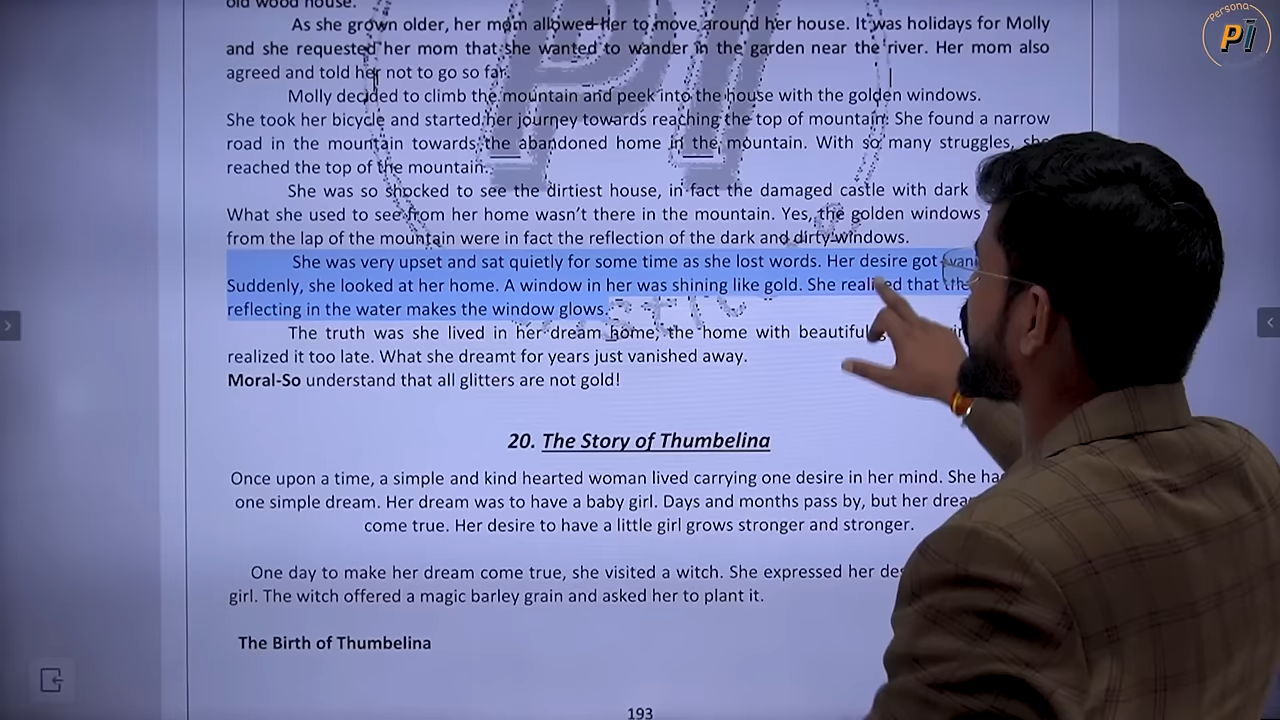 old wood house.
As she grown older, her mom allowed her to move around her house. It was holidays for Molly
and she requested her mom that she wanted to wander in the garden near the river. Her mom also
agreed and told her not to go so far.
Molly decided to climb the mountain and peek into the house with the golden windows.
She took her bicycle and started her journey towards reaching the top of mountain. She found a narrow
road in the mountain towards the abandoned home in the mountain. With so many struggles, she
reached the top of the mountain.
She was so shocked to see the dirtiest house, in fact the damaged castle with dark
What she used to see from her home wasn't there in the mountain. Yes, the golden windows
from the lap of the mountain were in fact the reflection of the dark and dirty windows.
She was very upset and sat quietly for some time as she lost words. Her desire got
Suddenly, she looked at her home. A window in her was shining like gold. She realized that the
reflecting in the water makes the window glows.
The truth was she lived in her dream home, the home with beautiful
realized it too late. What she dreamt for years just vanished away.
Moral-So understand that all glitters are not gold!
20. The Story of Thumbelina
Once upon a time, a simple and kind hearted woman lived carrying one desire in her mind. She
one simple dream. Her dream was to have a baby girl. Days and months pass by, but her
come true. Her desire to have a little girl grows stronger and stronger.
One day to make her dream come true, she visited a witch. She expressed her
girl. The witch offered a magic barley grain and asked her to plant it.
The Birth of Thumbelina
193
Persona
PI